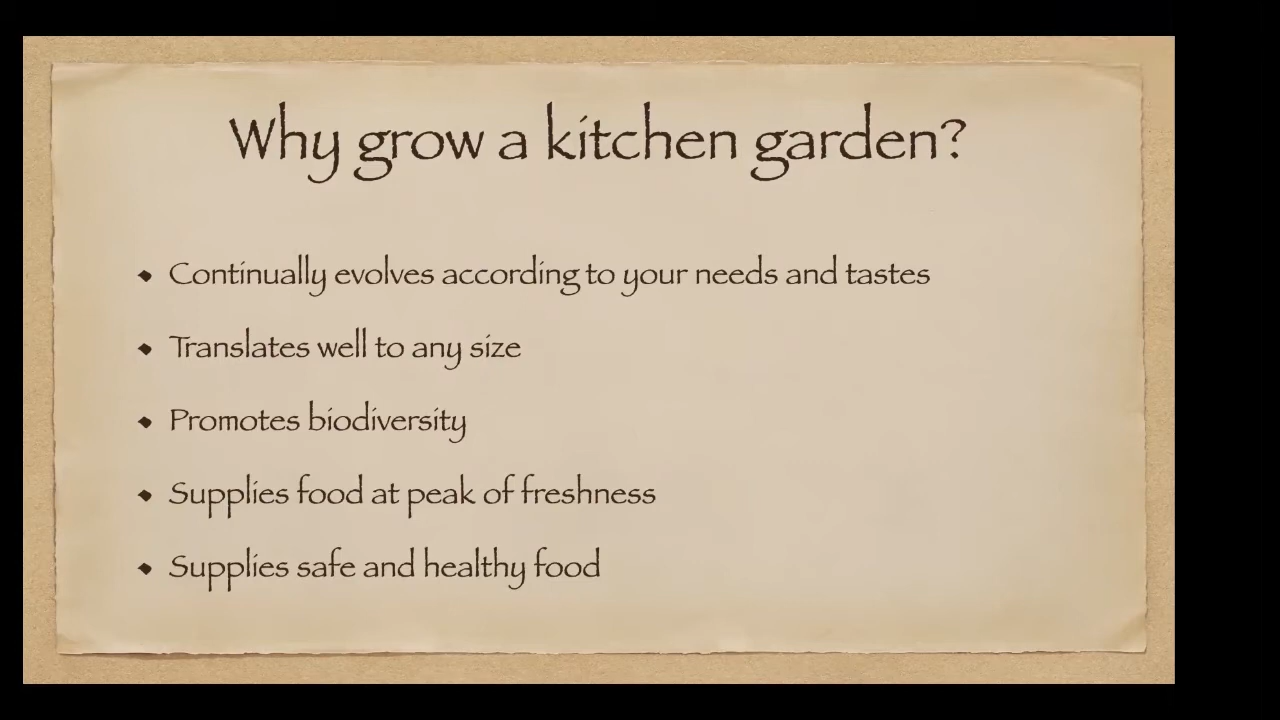 Why grow a kitchen garden?
Continually evolves according to your needs and tastes
Translates well to any size
Promotes biodiversity
Supplies food at peak of freshness
Supplies safe and healthy food